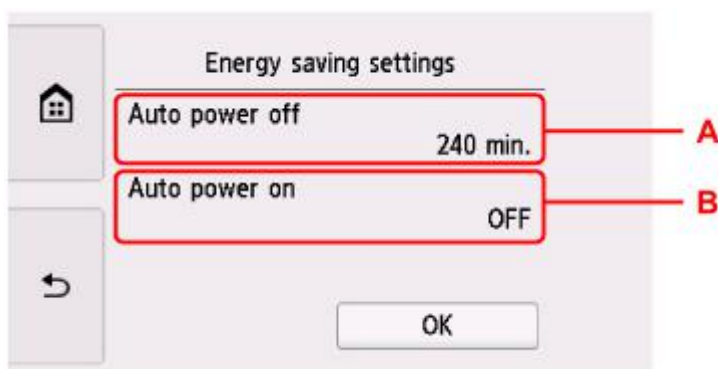 Energy saving settings
Auto power off
240 min.
A
Auto power on
OFF
B
OK